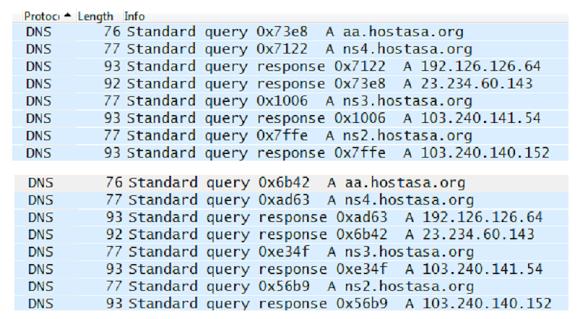 Protoc Length Info
DNS 76 Standard query 0x73e8 A aa.hostasa.org
DNS 77 Standard query 0x7122 A ns4.hostasa.org
DNS 93 Standard query response 0x7122 A 192.126.126.64
DNS 92 Standard query response 0x73e8 A 23.234.60.143
DNS 77 Standard query 0x1006 A ns3.hostasa.org
DNS 93 Standard query response 0x1006 A 103.240.141.54
DNS 77 Standard query 0x7ffe A ns2.hostasa.org
DNS 93 Standard query response 0x7ffe A 103.240.140.152
DNS 76 Standard query 0x6b42 A aa.hostasa.org
DNS 77 Standard query 0xad63 A ns4.hostasa.org
DNS 93 Standard query response 0xad63 A 192.126.126.64
DNS 92 Standard query response 0x6b42 A 23.234.60.143
DNS 77 Standard query 0xe34f A ns3.hostasa.org
DNS 93 Standard query response 0xe34f A 103.240.141.54
DNS 77 Standard query 0x56b9 A ns2.hostasa.org
DNS 93 Standard query response 0x56b9 A 103.240.140.152